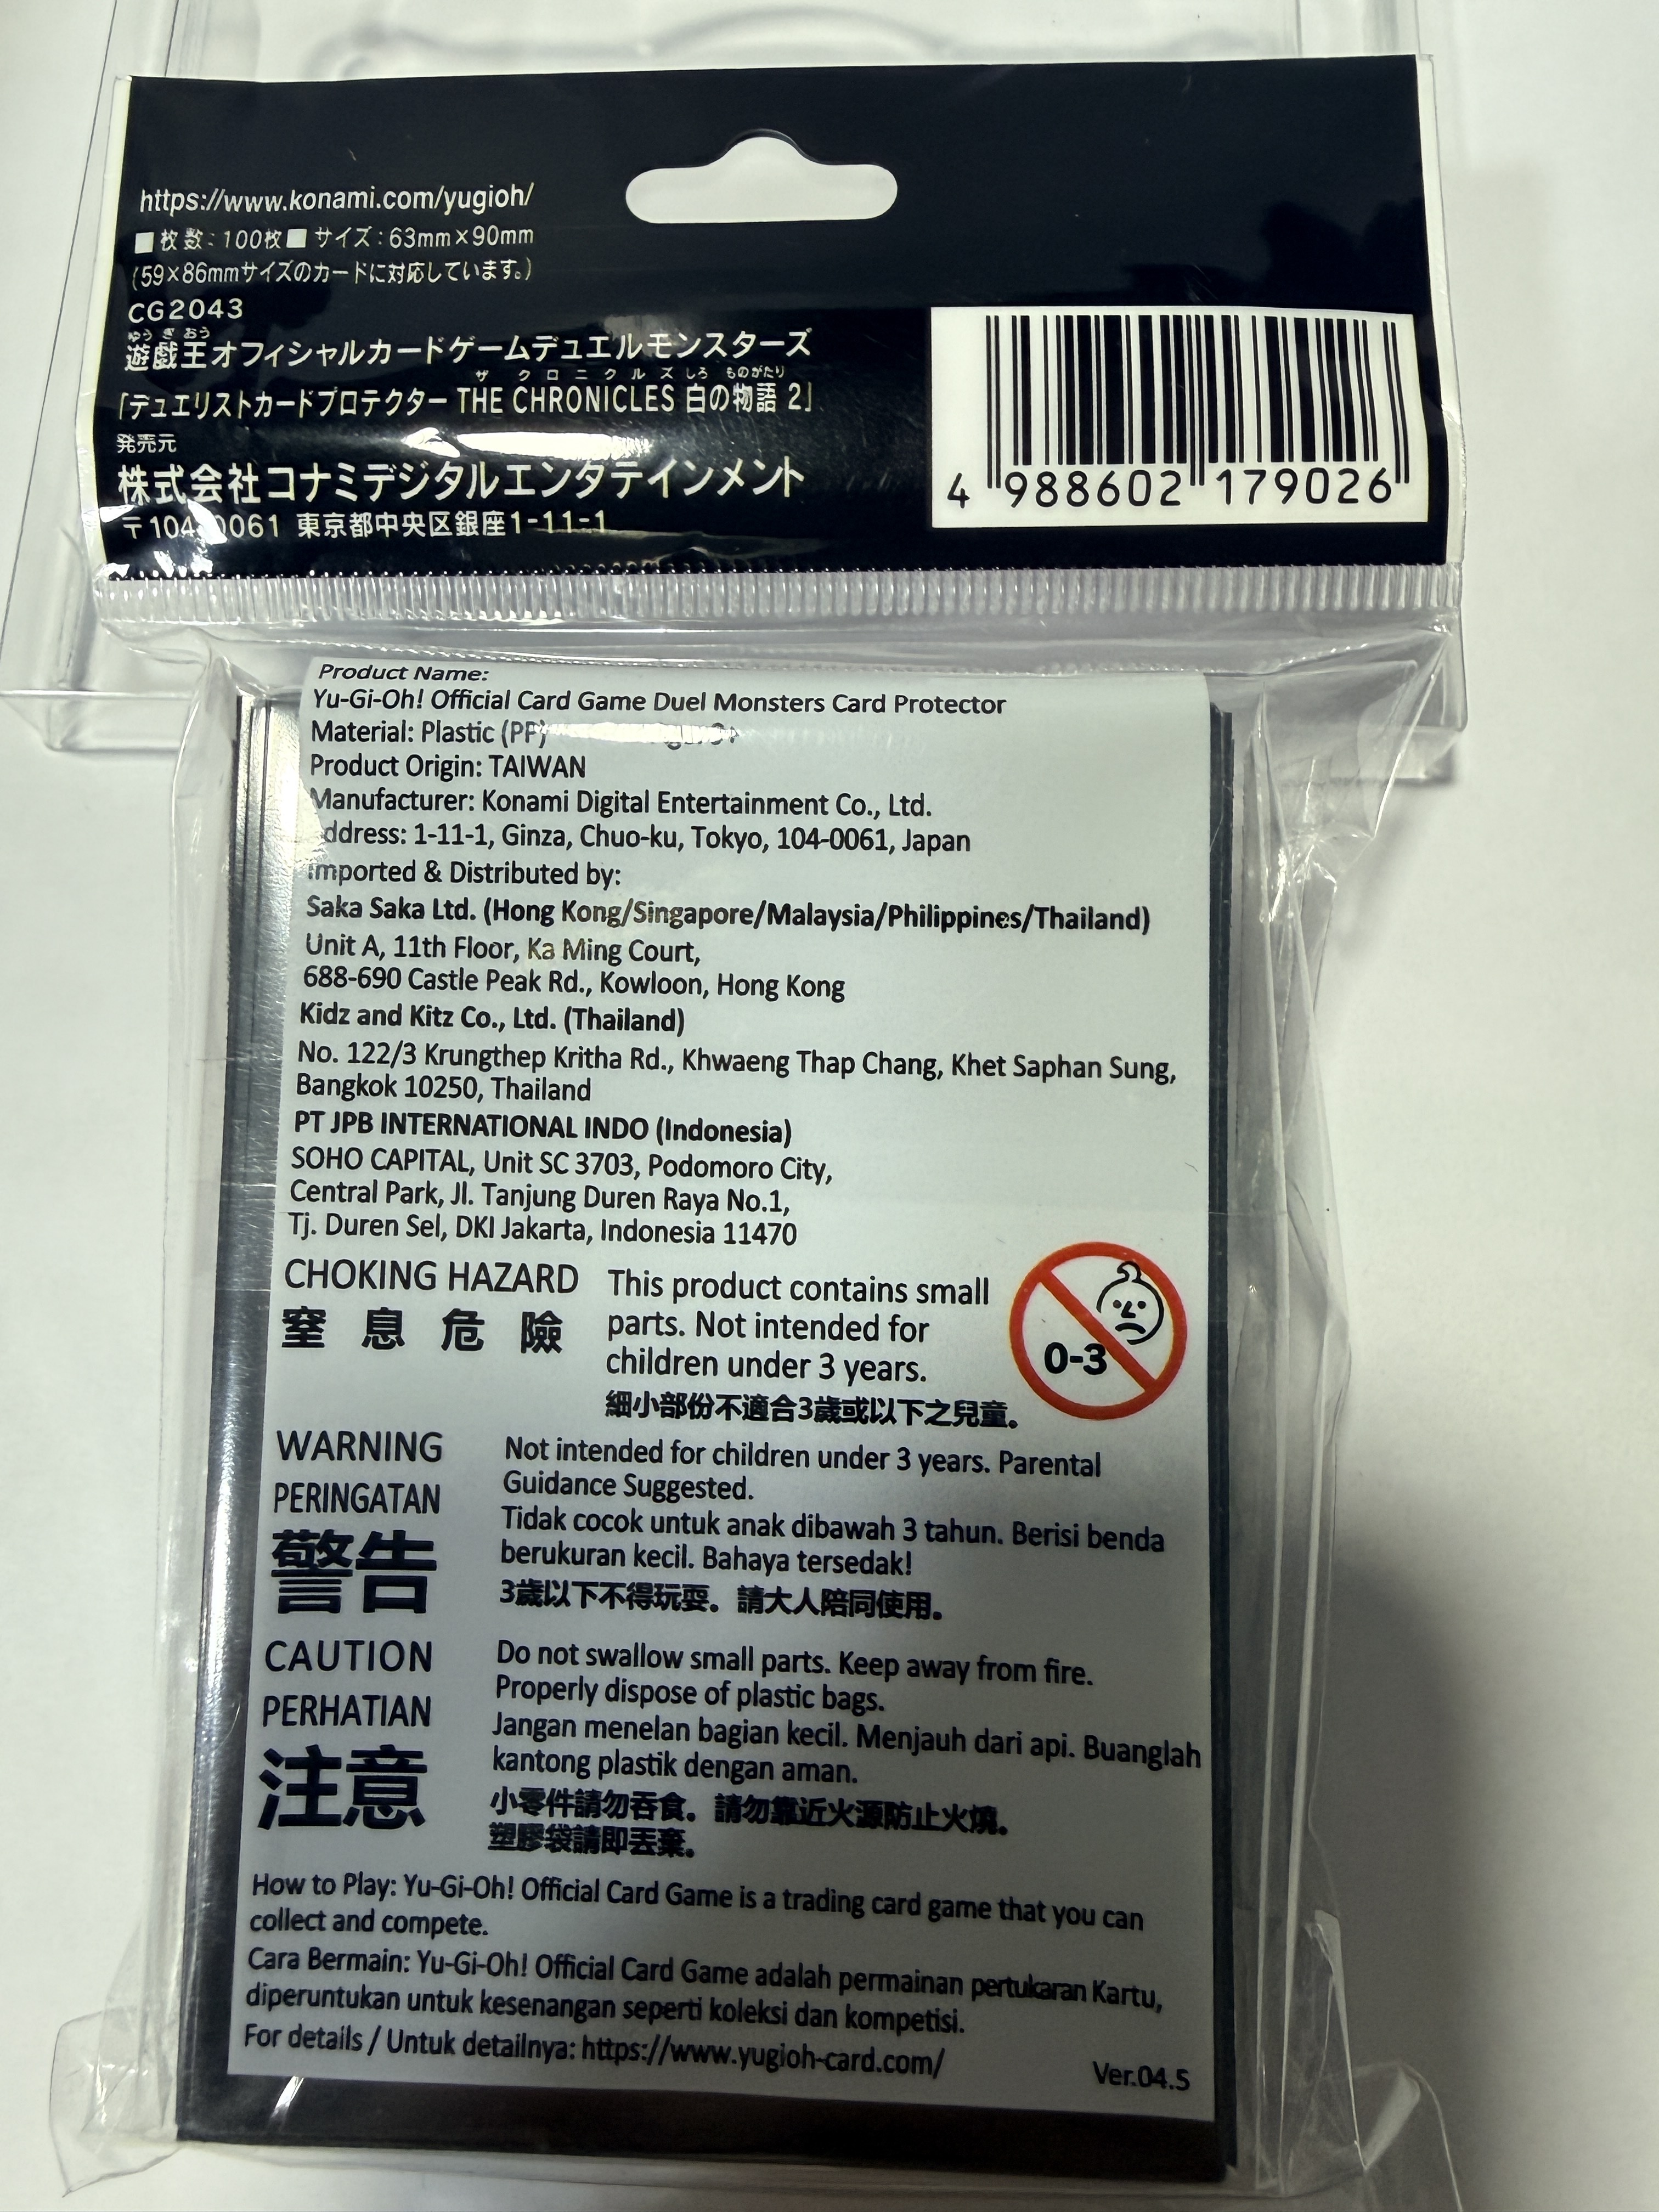 https://www.konami.com/yugioh/
■枚数：100枚■サイズ：63mm×90mm
(59×86mmサイズのカードに対応しています。)
CG2043
ゆう ぎ おう
遊戯王オフィシャルカードゲームデュエルモンスターズ
ザ クロニクルズ しろ ものがたり
「デュエリストカードプロテクター THE CHRONICLES 白の物語 2」
発売元
株式会社コナミデジタルエンタテインメント
〒104-0061 東京都中央区銀座1-11-1
4 988602 179026
Product Name:
Yu-Gi-Oh! Official Card Game Duel Monsters Card Protector
Material: Plastic (PP)
Product Origin: TAIWAN
Manufacturer: Konami Digital Entertainment Co., Ltd.
Address: 1-11-1, Ginza, Chuo-ku, Tokyo, 104-0061, Japan
Imported & Distributed by:
Saka Saka Ltd. (Hong Kong/Singapore/Malaysia/Philippines/Thailand)
Unit A, 11th Floor, Ka Ming Court,
688-690 Castle Peak Rd., Kowloon, Hong Kong
Kidz and Kitz Co., Ltd. (Thailand)
No. 122/3 Krungthep Kritha Rd., Khwaeng Thap Chang, Khet Saphan Sung,
Bangkok 10250, Thailand
PT JPB INTERNATIONAL INDO (Indonesia)
SOHO CAPITAL, Unit SC 3703, Podomoro City,
Central Park, Jl. Tanjung Duren Raya No.1,
Tj. Duren Sel, DKI Jakarta, Indonesia 11470
CHOKING HAZARD
窒息危險
This product contains small
parts. Not intended for
children under 3 years.
細小部份不適合3歲或以下之兒童。
0-3
WARNING
PERINGATAN
警告
Not intended for children under 3 years. Parental
Guidance Suggested.
Tidak cocok untuk anak dibawah 3 tahun. Berisi benda
berukuran kecil. Bahaya tersedak!
3歲以下不得玩耍。請大人陪同使用。
CAUTION
PERHATIAN
注意
Do not swallow small parts. Keep away from fire.
Properly dispose of plastic bags.
Jangan menelan bagian kecil. Menjauh dari api. Buanglah
kantong plastik dengan aman.
小零件請勿吞食。請勿靠近火源防止火燒。
塑膠袋請即丟棄。
How to Play: Yu-Gi-Oh! Official Card Game is a trading card game that you can
collect and compete.
Cara Bermain: Yu-Gi-Oh! Official Card Game adalah permainan pertukaran Kartu,
diperuntukan untuk kesenangan seperti koleksi dan kompetisi.
For details / Untuk detailnya: https://www.yugioh-card.com/
Ver.04.5